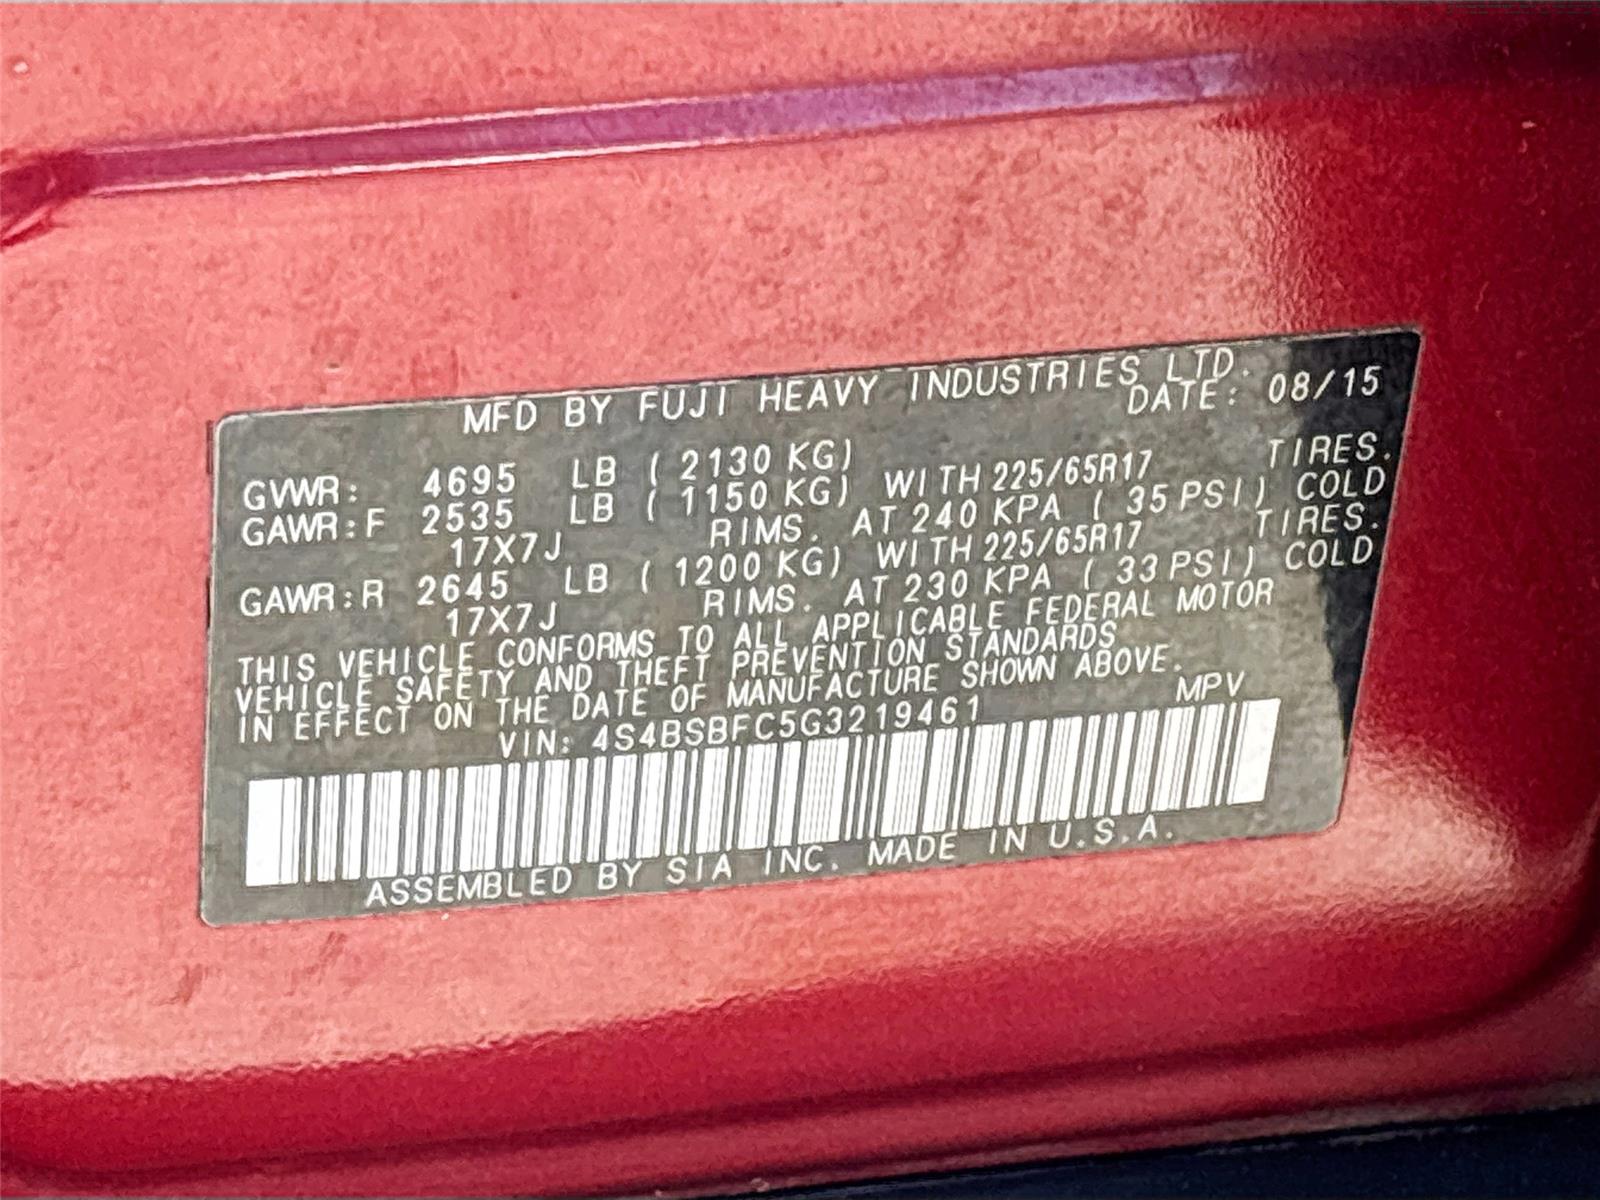 MFD BY FUJI HEAVY INDUSTRIES LTD.
DATE: 08/15
GVWR: 4695 LB ( 2130 KG)
GAWR:F 2535 LB ( 1150 KG) WITH 225/65R17 TIRES.
17X7J RIMS. AT 240 KPA ( 35 PSI) COLD
GAWR:R 2645 LB ( 1200 KG) WITH 225/65R17 TIRES.
17X7J RIMS. AT 230 KPA ( 33 PSI) COLD
THIS VEHICLE CONFORMS TO ALL APPLICABLE FEDERAL MOTOR
VEHICLE SAFETY AND THEFT PREVENTION STANDARDS
IN EFFECT ON THE DATE OF MANUFACTURE SHOWN ABOVE.
VIN: 4S4BSBFC5G3219461 MPV
ASSEMBLED BY SIA INC. MADE IN U.S.A.